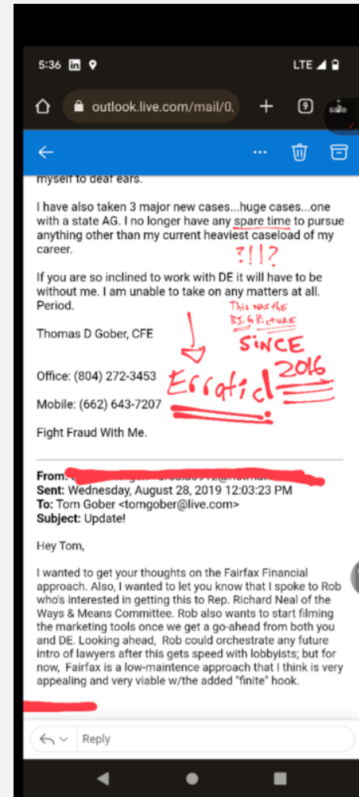 5:36 in LTE
outlook.live.com/mail/0, + 9
myself to deaf ears.
I have also taken 3 major new cases...huge cases...one
with a state AG. I no longer have any spare time to pursue
anything other than my current heaviest caseload of my
career.
?!!?
If you are so inclined to work with DE it will have to be
without me. I am unable to take on any matters at all.
Period.
This was the
BIG Picture
SINCE
2016
Thomas D Gober, CFE
Erratic!
Office: (804) 272-3453
Mobile: (662) 643-7207
Fight Fraud With Me.
From:
Sent: Wednesday, August 28, 2019 12:03:23 PM
To: Tom Gober <tomgober@live.com>
Subject: Update!
Hey Tom,
I wanted to get your thoughts on the Fairfax Financial
approach. Also, I wanted to let you know that I spoke to Rob
who's interested in getting this to Rep. Richard Neal of the
Ways & Means Committee. Rob also wants to start filming
the marketing tools once we get a go-ahead from both you
and DE. Looking ahead, Rob could orchestrate any future
intro of lawyers after this gets speed with lobbyists; but for
now, Fairfax is a low-maintence approach that I think is very
appealing and very viable w/the added "finite" hook.
Reply